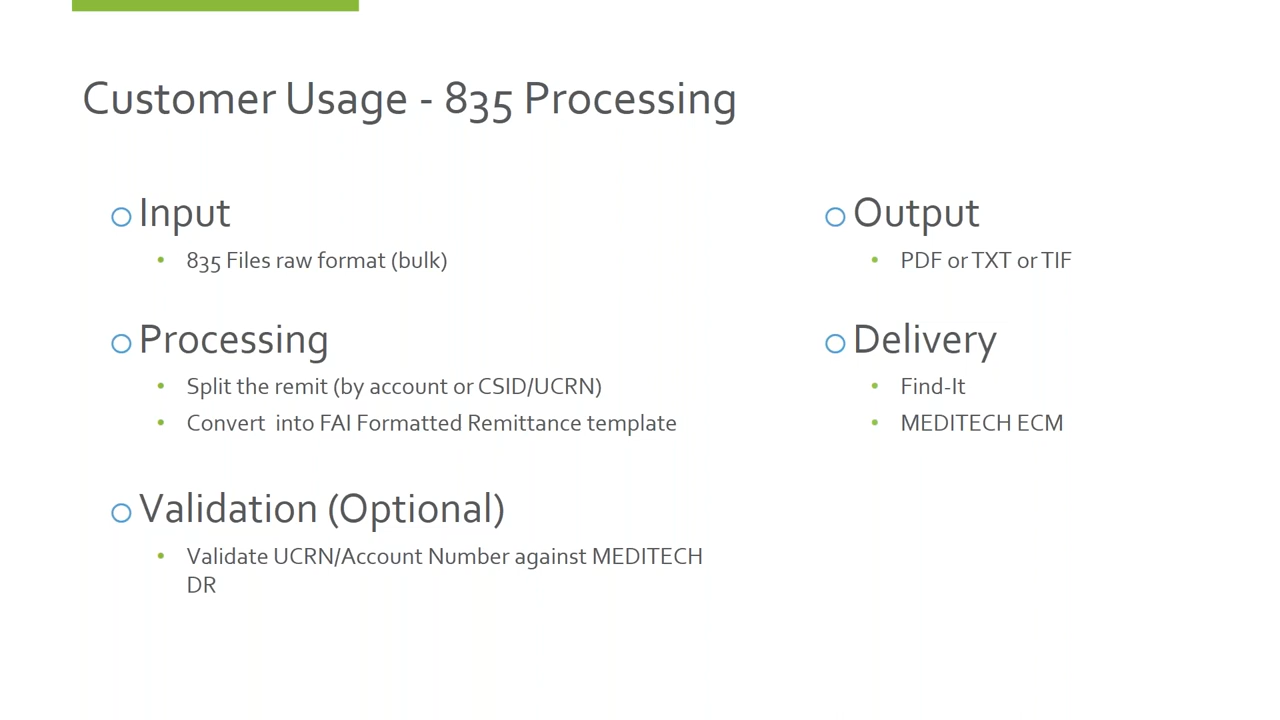 Customer Usage - 835 Processing
Input
• 835 Files raw format (bulk)
Processing
• Split the remit (by account or CSID/UCRN)
• Convert  into FAI Formatted Remittance template
Validation (Optional)
• Validate UCRN/Account Number against MEDITECH
DR
Output
• PDF or TXT or TIF
Delivery
• Find-It
• MEDITECH ECM